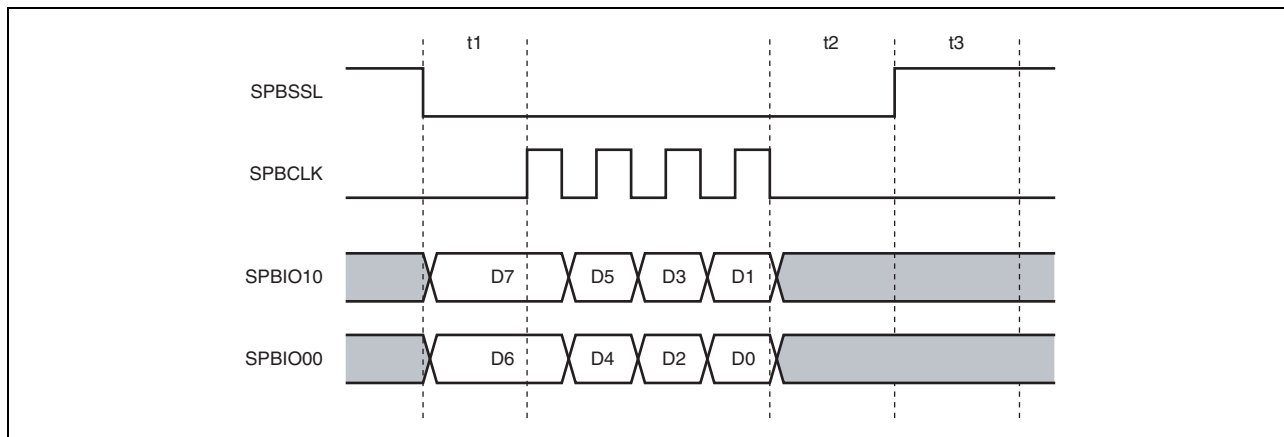 t1 t2 t3
SPBSSL
SPBCLK
SPBIO10 D7 D5 D3 D1
SPBIO00 D6 D4 D2 D0